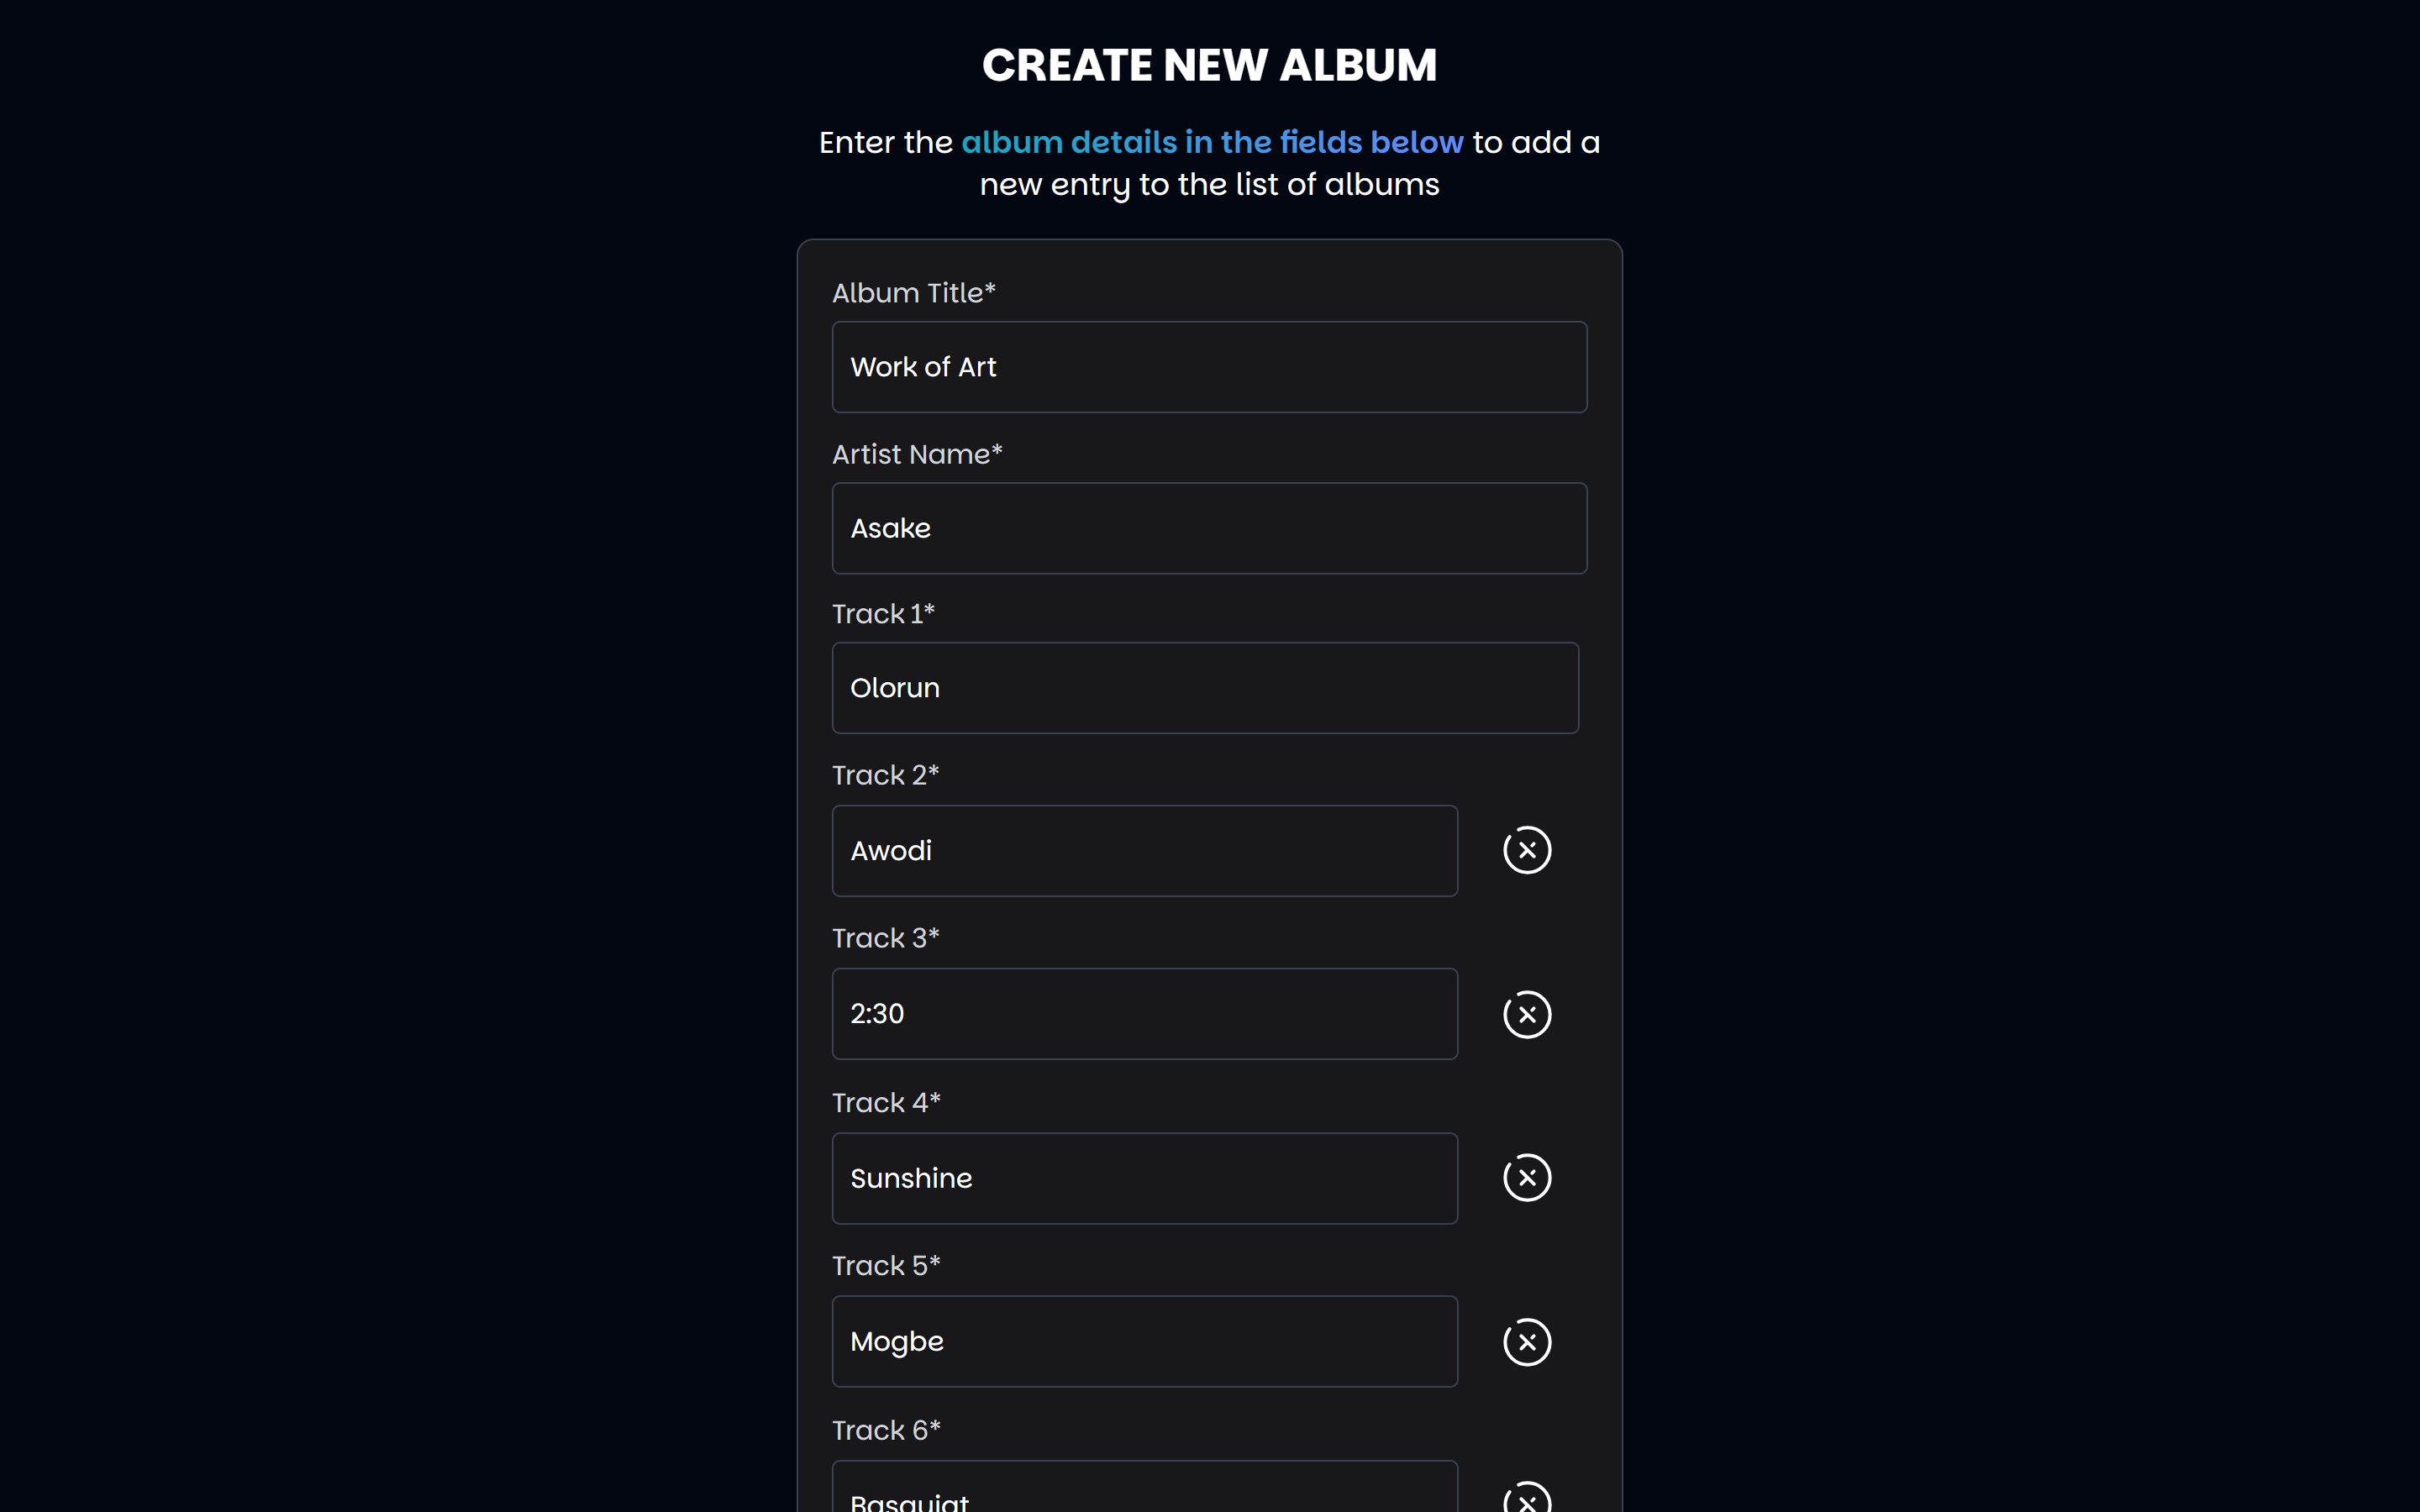 CREATE NEW ALBUM
Enter the album details in the fields below to add a
new entry to the list of albums
Album Title*
Work of Art
Artist Name*
Asake
Track 1*
Olorun
Track 2*
Awodi
Track 3*
2:30
Track 4*
Sunshine
Track 5*
Mogbe
Track 6*
Basquiat